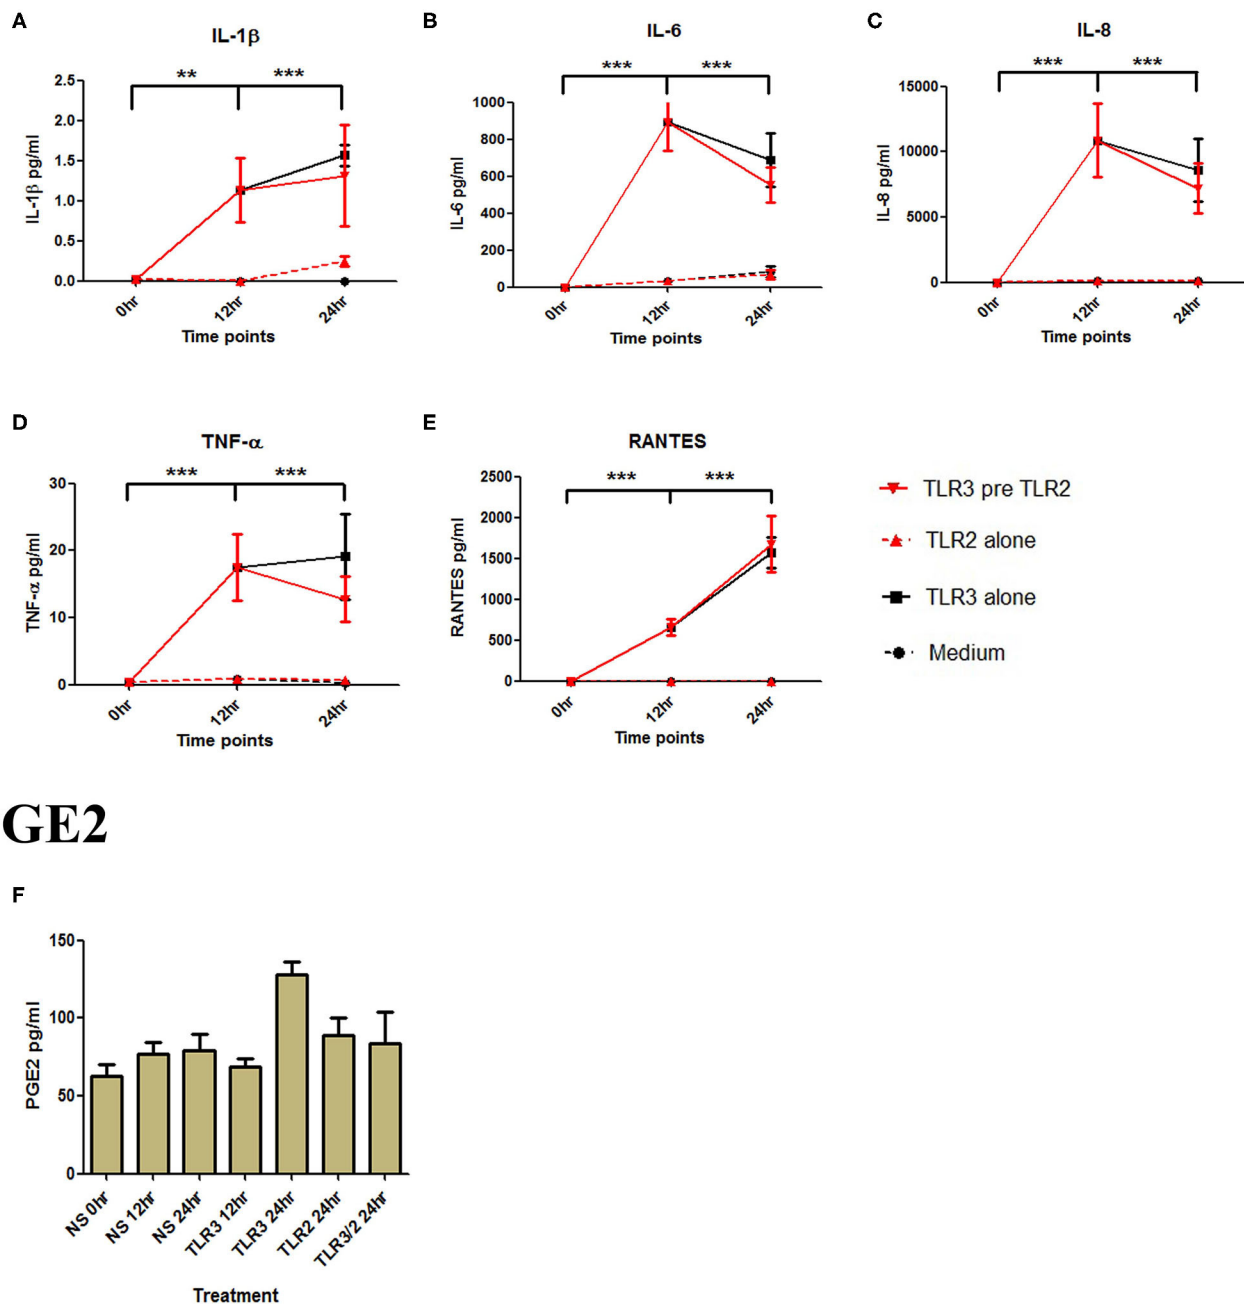 A
IL-1β
** ***
2.5
2.0
1.5
1.0
0.5
0.0
IL-1β pg/ml
0hr 12hr 24hr
Time points
B
IL-6
*** ***
1000
800
600
400
200
0
IL-6 pg/ml
0hr 12hr 24hr
Time points
C
IL-8
*** ***
15000
10000
5000
0
IL-8 pg/ml
0hr 12hr 24hr
Time points
D
TNF-α
*** ***
30
20
10
0
TNF-α pg/ml
0hr 12hr 24hr
Time points
E
RANTES
*** ***
2500
2000
1500
1000
500
0
RANTES pg/ml
0hr 12hr 24hr
Time points
TLR3 pre TLR2
TLR2 alone
TLR3 alone
Medium
GE2
F
150
100
50
0
PGE2 pg/ml
NS 0hr
NS 12hr
NS 24hr
TLR3 12hr
TLR3 24hr
TLR2 24hr
TLR3/2 24hr
Treatment